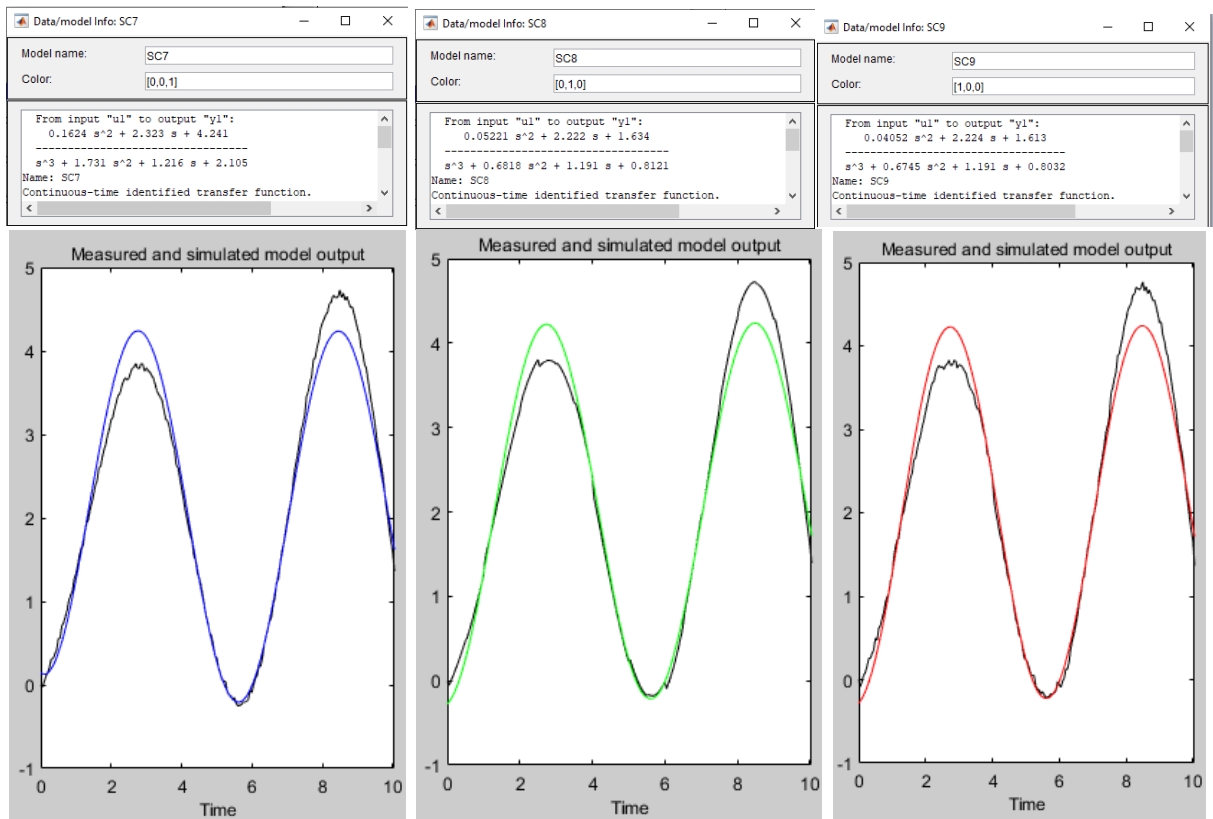 Data/model Info: SC7
Model name:
SC7
Color:
[0,0,1]
From input "u1" to output "y1":
0.1624 s^2 + 2.323 s + 4.241
----------------------------------
s^3 + 1.731 s^2 + 1.216 s + 2.105
Name: SC7
Continuous-time identified transfer function.
Measured and simulated model output
5
4
3
2
1
0
-1
0 2 4 6 8 10
Time
Data/model Info: SC8
Model name:
SC8
Color:
[0,1,0]
From input "u1" to output "y1":
0.05221 s^2 + 2.222 s + 1.634
------------------------------------
s^3 + 0.6818 s^2 + 1.191 s + 0.8121
Name: SC8
Continuous-time identified transfer function.
Measured and simulated model output
5
4
3
2
1
0
-1
0 2 4 6 8 10
Time
Data/model Info: SC9
Model name:
SC9
Color:
[1,0,0]
From input "u1" to output "y1":
0.04052 s^2 + 2.224 s + 1.613
------------------------------------
s^3 + 0.6745 s^2 + 1.191 s + 0.8032
Name: SC9
Continuous-time identified transfer function.
Measured and simulated model output
5
4
3
2
1
0
-1
0 2 4 6 8 10
Time